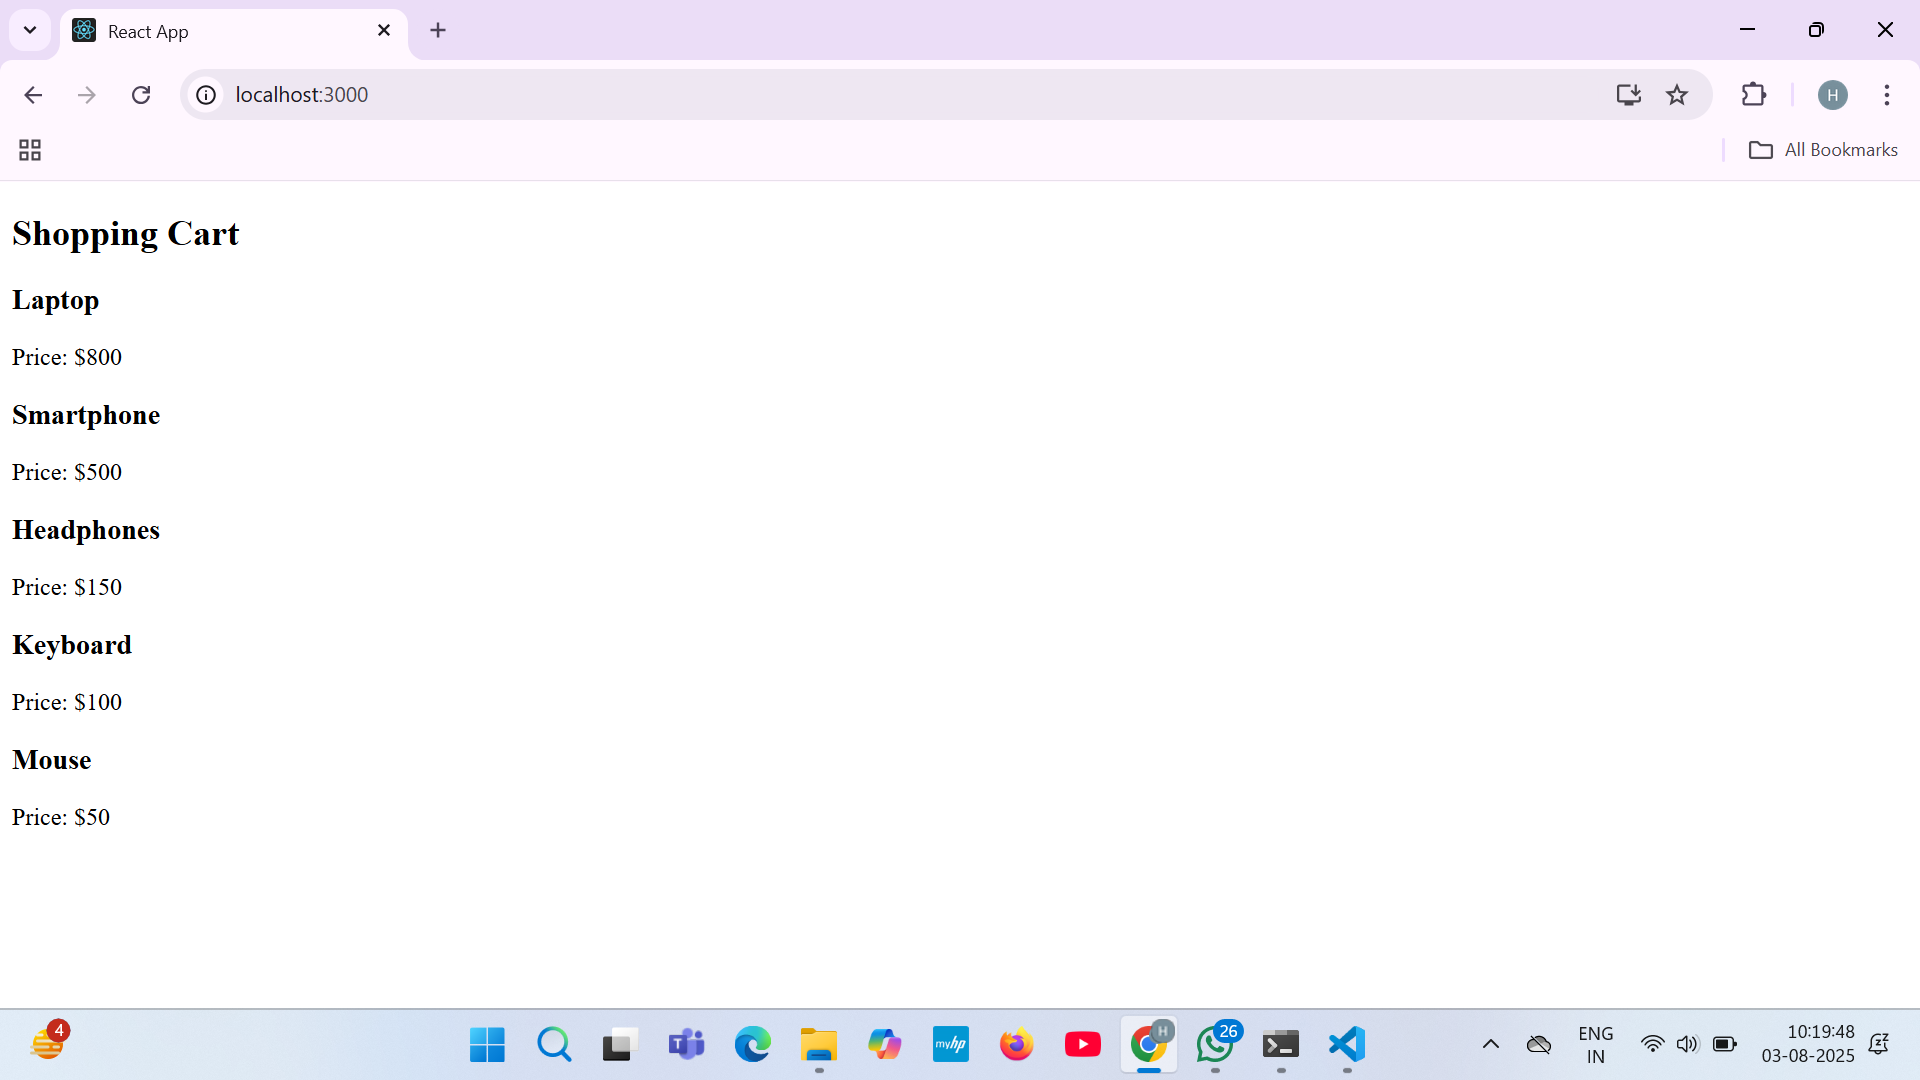 React App
localhost:3000
H
All Bookmarks
Shopping Cart
Laptop
Price: $800
Smartphone
Price: $500
Headphones
Price: $150
Keyboard
Price: $100
Mouse
Price: $50
4
T
myhp
H
26
ENG
IN
10:19:48
03-08-2025